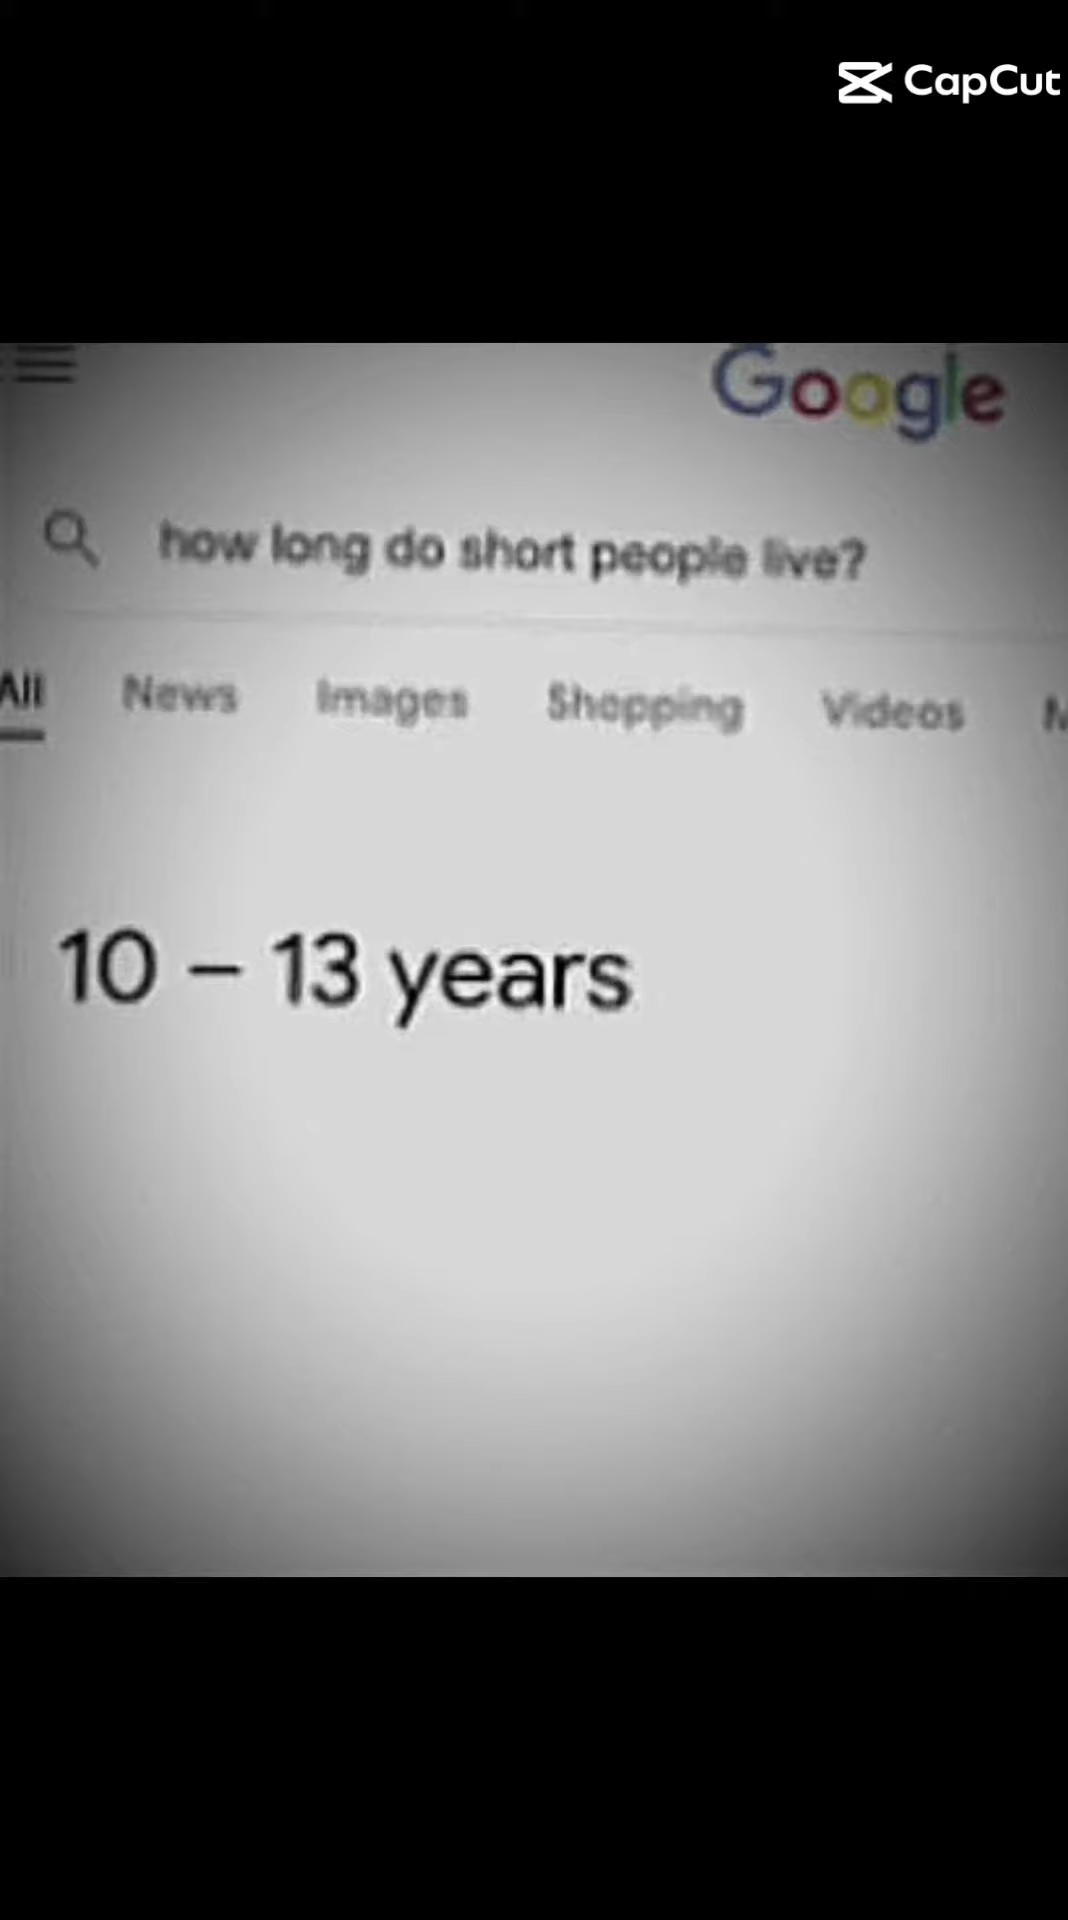 CapCut
Google
how long do short people live?
All News Images Shopping Videos
10 – 13 years